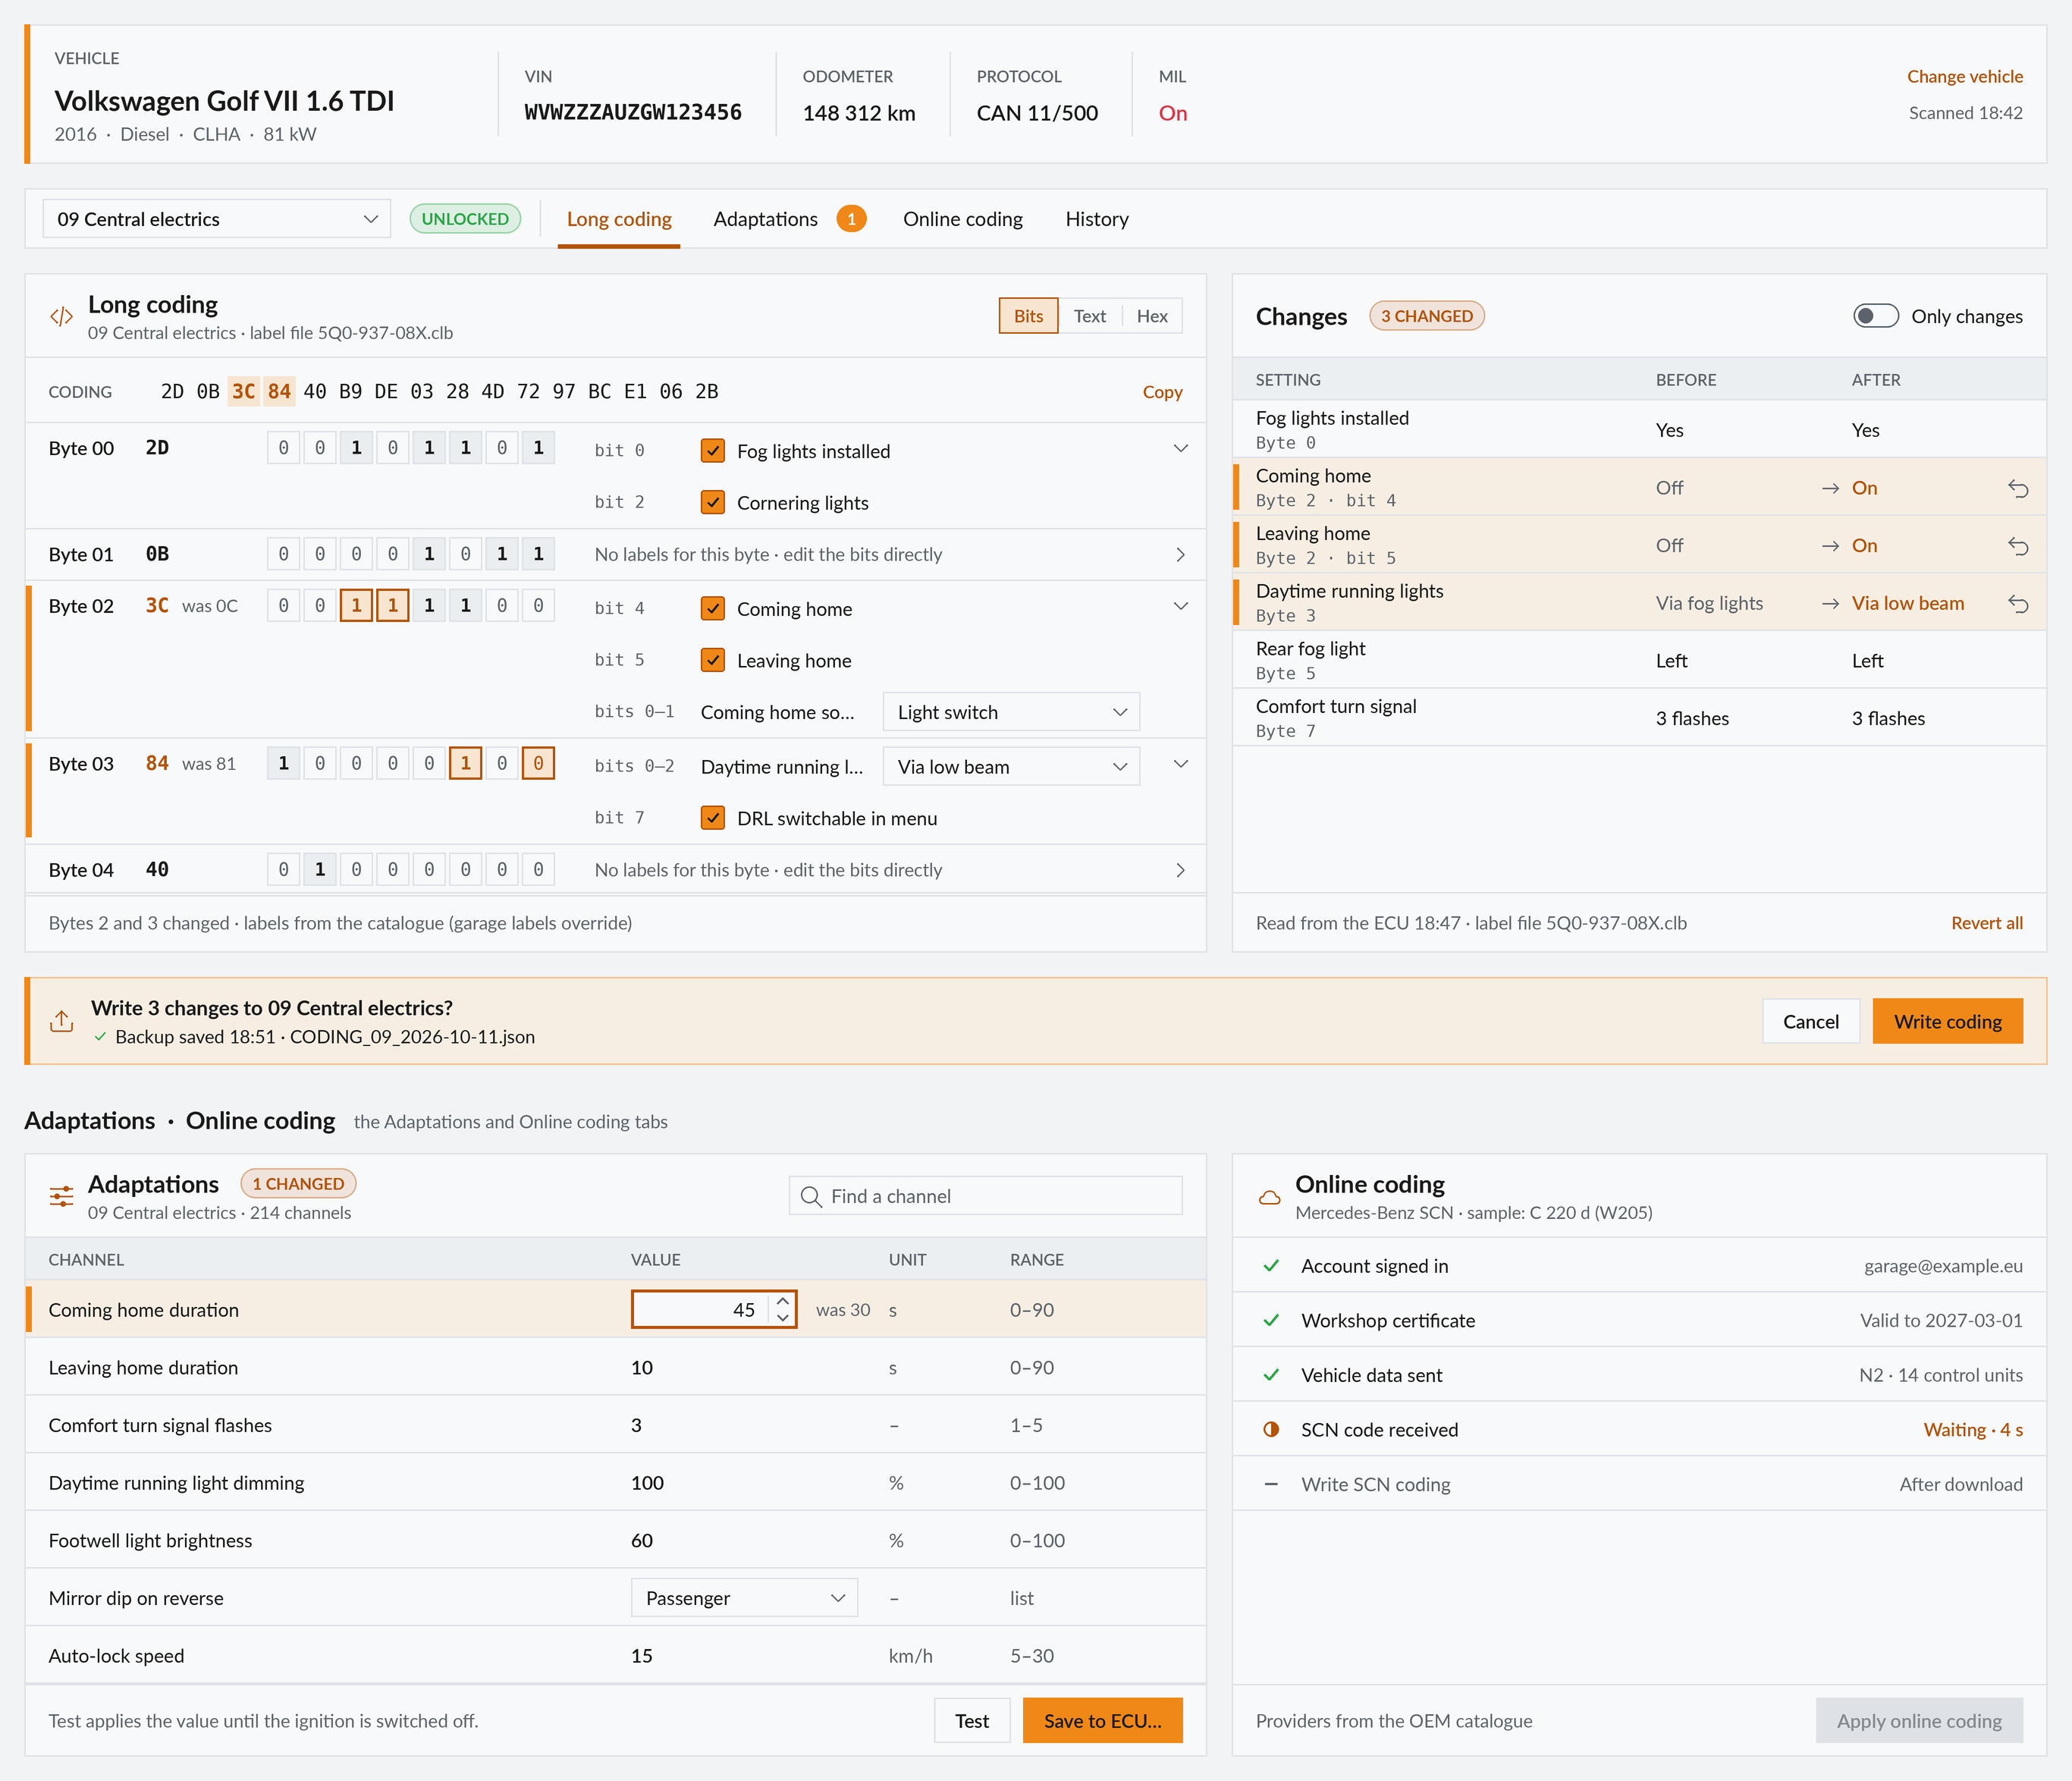 VEHICLE
Volkswagen Golf VII 1.6 TDI
2016 · Diesel · CLHA · 81 kW
VIN
WVWZZZAUZGW123456
ODOMETER
148 312 km
PROTOCOL
CAN 11/500
MIL
On
Change vehicle
Scanned 18:42
09 Central electrics UNLOCKED Long coding Adaptations 1 Online coding History
Long coding
09 Central electrics · label file 5Q0-937-08X.clb
Bits Text Hex
CODING 2D 0B 3C 84 40 B9 DE 03 28 4D 72 97 BC E1 06 2B Copy
Byte 00 2D 0 0 1 0 1 1 0 1 bit 0 Fog lights installed
bit 2 Cornering lights
Byte 01 0B 0 0 0 0 1 0 1 1 No labels for this byte · edit the bits directly
Byte 02 3C was 0C 0 0 1 1 1 1 0 0 bit 4 Coming home
bit 5 Leaving home
bits 0–1 Coming home so... Light switch
Byte 03 84 was 81 1 0 0 0 0 1 0 0 bits 0–2 Daytime running l... Via low beam
bit 7 DRL switchable in menu
Byte 04 40 0 1 0 0 0 0 0 0 No labels for this byte · edit the bits directly
Bytes 2 and 3 changed · labels from the catalogue (garage labels override)
Changes 3 CHANGED Only changes
SETTING BEFORE AFTER
Fog lights installed
Byte 0
Yes Yes
Coming home
Byte 2 · bit 4
Off → On
Leaving home
Byte 2 · bit 5
Off → On
Daytime running lights
Byte 3
Via fog lights → Via low beam
Rear fog light
Byte 5
Left Left
Comfort turn signal
Byte 7
3 flashes 3 flashes
Read from the ECU 18:47 · label file 5Q0-937-08X.clb Revert all
Write 3 changes to 09 Central electrics?
Backup saved 18:51 · CODING_09_2026-10-11.json
Cancel Write coding
Adaptations · Online coding the Adaptations and Online coding tabs
Adaptations 1 CHANGED
09 Central electrics · 214 channels
Find a channel
CHANNEL VALUE UNIT RANGE
Coming home duration 45 was 30 s 0–90
Leaving home duration 10 s 0–90
Comfort turn signal flashes 3 – 1–5
Daytime running light dimming 100 % 0–100
Footwell light brightness 60 % 0–100
Mirror dip on reverse Passenger – list
Auto-lock speed 15 km/h 5–30
Test applies the value until the ignition is switched off. Test Save to ECU...
Online coding
Mercedes-Benz SCN · sample: C 220 d (W205)
Account signed in garage@example.eu
Workshop certificate Valid to 2027-03-01
Vehicle data sent N2 · 14 control units
SCN code received Waiting · 4 s
Write SCN coding After download
Providers from the OEM catalogue Apply online coding